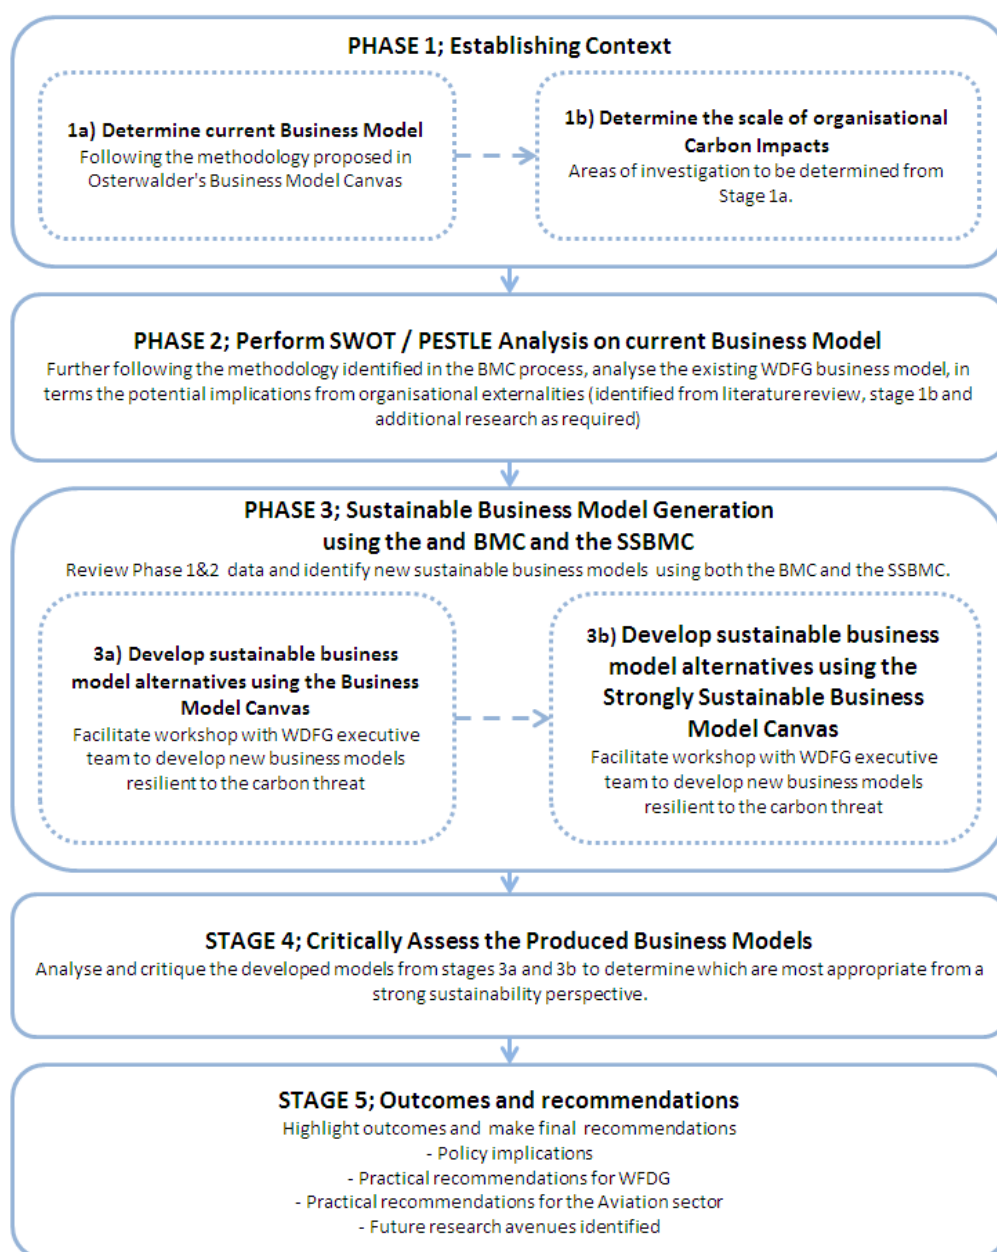 PHASE 1; Establishing Context
1a) Determine current Business Model
Following the methodology proposed in
Osterwalder's Business Model Canvas
1b) Determine the scale of organisational
Carbon Impacts
Areas of investigation to be determined from
Stage 1a.
PHASE 2; Perform SWOT / PESTLE Analysis on current Business Model
Further following the methodology identified in the BMC process, analyse the existing WDFG business model, in
terms the potential implications from organisational externalities (identified from literature review, stage 1b and
additional research as required)
PHASE 3; Sustainable Business Model Generation
using the and BMC and the SSBMC
Review Phase 1&2 data and identify new sustainable business models using both the BMC and the SSBMC.
3a) Develop sustainable business
model alternatives using the Business
Model Canvas
Facilitate workshop with WDFG executive
team to develop new business models
resilient to the carbon threat
3b) Develop sustainable business
model alternatives using the
Strongly Sustainable Business
Model Canvas
Facilitate workshop with WDFG executive
team to develop new business models
resilient to the carbon threat
STAGE 4; Critically Assess the Produced Business Models
Analyse and critique the developed models from stages 3a and 3b to determine which are most appropriate from a
strong sustainability perspective.
STAGE 5; Outcomes and recommendations
Highlight outcomes and make final recommendations
- Policy implications
- Practical recommendations for WFDG
- Practical recommendations for the Aviation sector
- Future research avenues identified